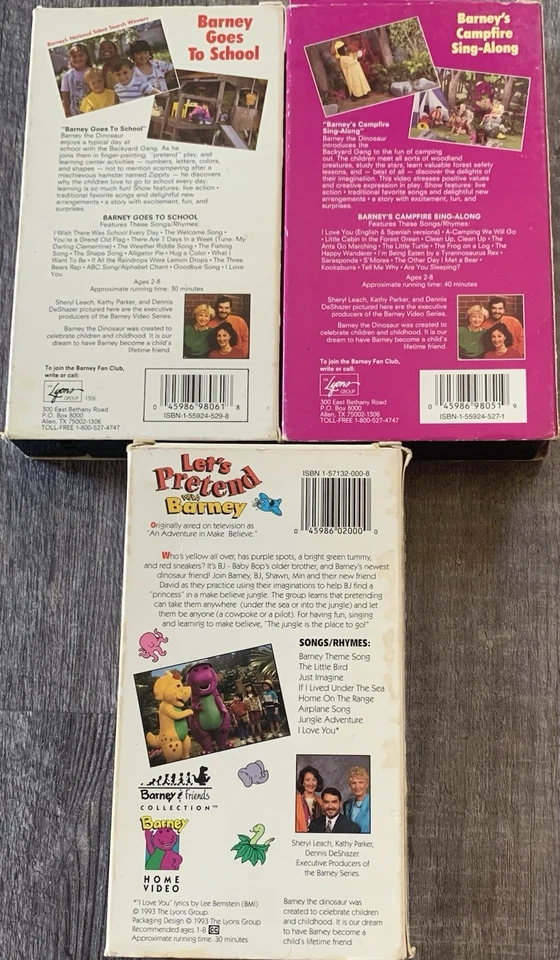 Barney's National Talent Search Winners
Barney
Goes
To School
"Barney Goes To School"
Barney the Dinosaur
enjoys a typical day at
school with the Backyard Gang. As he
joins them in finger-painting, "pretend" play, and
learning center activities — numbers, letters, colors,
and shapes — not to mention scampering after a
mischievous hamster named Zippity — he discovers
why the children love to go to school every day:
learning is so much fun! Show features: live action •
traditional favorite songs and delightful new
arrangements • a story with excitement, fun, and
surprises.
BARNEY GOES TO SCHOOL
Features These Songs/Rhymes:
I Wish There Was School Every Day • The Welcome Song •
You're a Grand Old Flag • There Are 7 Days In a Week (Tune: My
Darling Clementine) • The Weather Riddle Song • The Fishing
Song • The Shape Song • Alligator Pie • Hug a Color • What I
Want To Be • If All the Raindrops Were Lemon Drops • The Three
Bears Rap • ABC Song/Alphabet Chant • Goodbye Song • I Love
You
Ages 2-8
Approximate running time: 30 minutes
Sheryl Leach, Kathy Parker, and Dennis
DeShazer pictured here are the executive
producers of the Barney Video Series.
Barney the Dinosaur was created to
celebrate children and childhood. It is our
dream to have Barney become a child's
lifetime friend.
To join the Barney Fan Club,
write or call:
THE
Lyons
GROUP
1506
300 East Bethany Road
P.O. Box 8000
Allen, TX 75002-1306
TOLL-FREE 1-800-527-4747
0 45986 98061 8
ISBN 1-55924-529-8
Barney's
Campfire
Sing-Along
"Barney's Campfire
Sing-Along"
Barney the Dinosaur
introduces the
Backyard Gang to the fun of camping
out. The children meet all sorts of woodland
creatures, study the stars, learn valuable forest safety
lessons, and — best of all — discover the delights of
their imagination. This video stresses positive values
and creative expression in play. Show features: live
action • traditional favorite songs and delightful new
arrangements • a story with excitement, fun, and
surprises.
BARNEY'S CAMPFIRE SING-ALONG
Features These Songs/Rhymes:
I Love You (English & Spanish versions) • A-Camping We Will Go
• Little Cabin in the Forest Green • Clean Up, Clean Up • The
Ants Go Marching • The Little Turtle • The Frog on a Log • The
Happy Wanderer • I'm Being Eaten by a Tyrannosaurus Rex •
Sarasponda • S'Mores • The Other Day I Met a Bear •
Kookaburra • Tell Me Why • Are You Sleeping?
Ages 2-8
Approximate running time: 40 minutes
Sheryl Leach, Kathy Parker, and Dennis
DeShazer pictured here are the executive
producers of the Barney Video Series.
Barney the Dinosaur was created to
celebrate children and childhood. It is our
dream to have Barney become a child's
lifetime friend.
To join the Barney Fan Club,
write or call:
THE
Lyons
GROUP
300 East Bethany Road
P.O. Box 8000
Allen, TX 75002-1306
TOLL-FREE 1-800-527-4747
0 45986 98051 9
ISBN 1-55924-527-1
Let's
Pretend
with
Barney
ISBN 1-57132-000-8
0 45986 02000 0
Originally aired on television as
"An Adventure in Make Believe."
Who's yellow all over, has purple spots, a bright green tummy,
and red sneakers? It's BJ - Baby Bop's older brother, and Barney's newest
dinosaur friend! Join Barney, BJ, Shawn, Min and their new friend
David as they practice using their imaginations to help BJ find a
"princess" in a make believe jungle. The group learns that pretending
can take them anywhere (under the sea or into the jungle) and let
them be anyone (a cowpoke or a pilot). For having fun, singing
and learning to make believe, "The jungle is the place to go!"
SONGS/RHYMES:
Barney Theme Song
The Little Bird
Just Imagine
If I Lived Under The Sea
Home On The Range
Airplane Song
Jungle Adventure
I Love You*
Barney & Friends
COLLECTION™
Barney
HOME
VIDEO
Sheryl Leach, Kathy Parker,
Dennis DeShazer.
Executive Producers of
the Barney Series.
*"I Love You" lyrics by Lee Bernstein (BMI)
© 1993 The Lyons Group.
Packaging Design © 1993 The Lyons Group
Recommended ages 1-8 CC
Approximate running time: 30 minutes
Barney the dinosaur was
created to celebrate children
and childhood. It is our dream
to have Barney become a
child's lifetime friend.